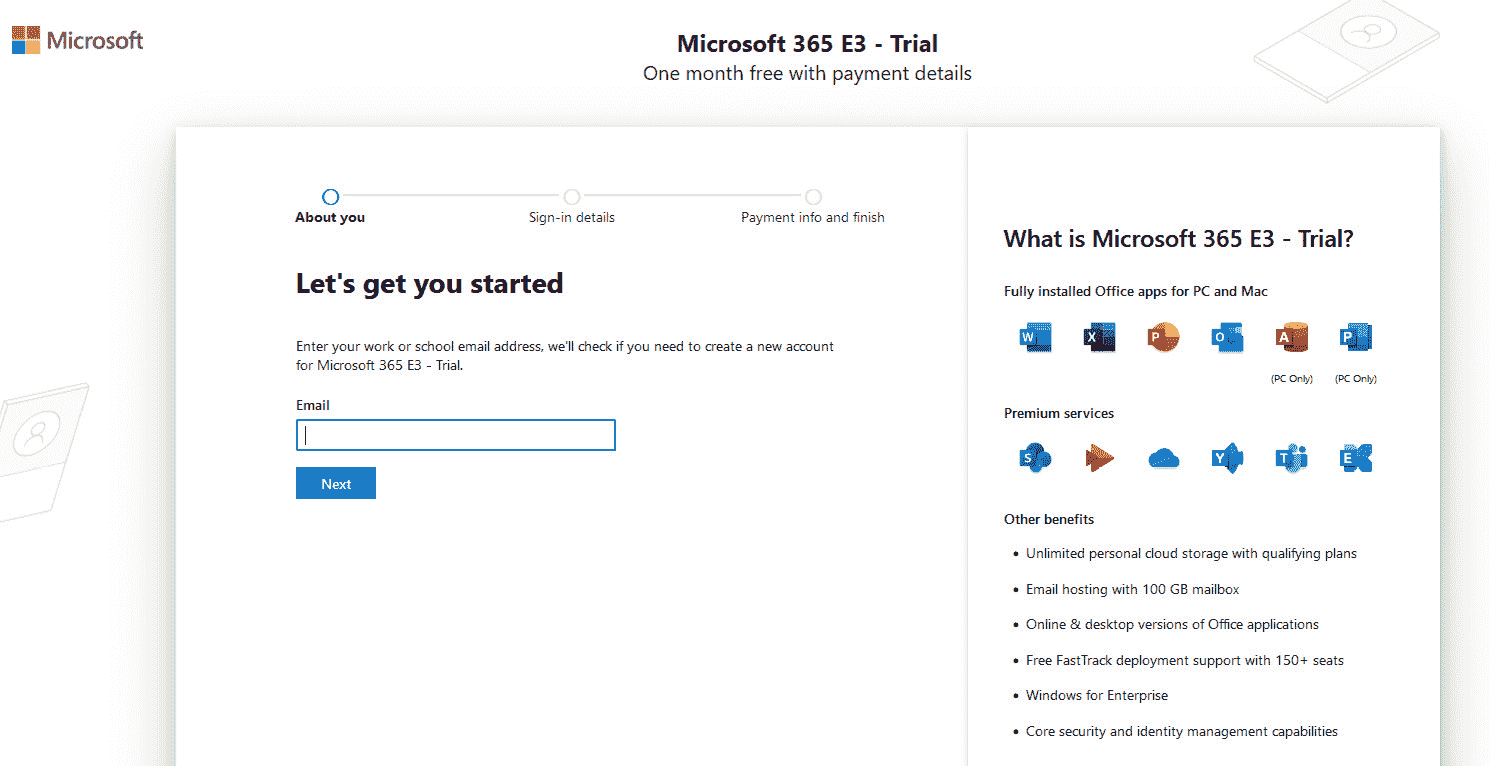 Microsoft
Microsoft 365 E3 - Trial
One month free with payment details
About you
Sign-in details
Payment info and finish
Let's get you started
Enter your work or school email address, we'll check if you need to create a new account
for Microsoft 365 E3 - Trial.
Email
Next
What is Microsoft 365 E3 - Trial?
Fully installed Office apps for PC and Mac
W X P O A P
(PC Only) (PC Only)
Premium services
S Y T E
Other benefits
• Unlimited personal cloud storage with qualifying plans
• Email hosting with 100 GB mailbox
• Online & desktop versions of Office applications
• Free FastTrack deployment support with 150+ seats
• Windows for Enterprise
• Core security and identity management capabilities